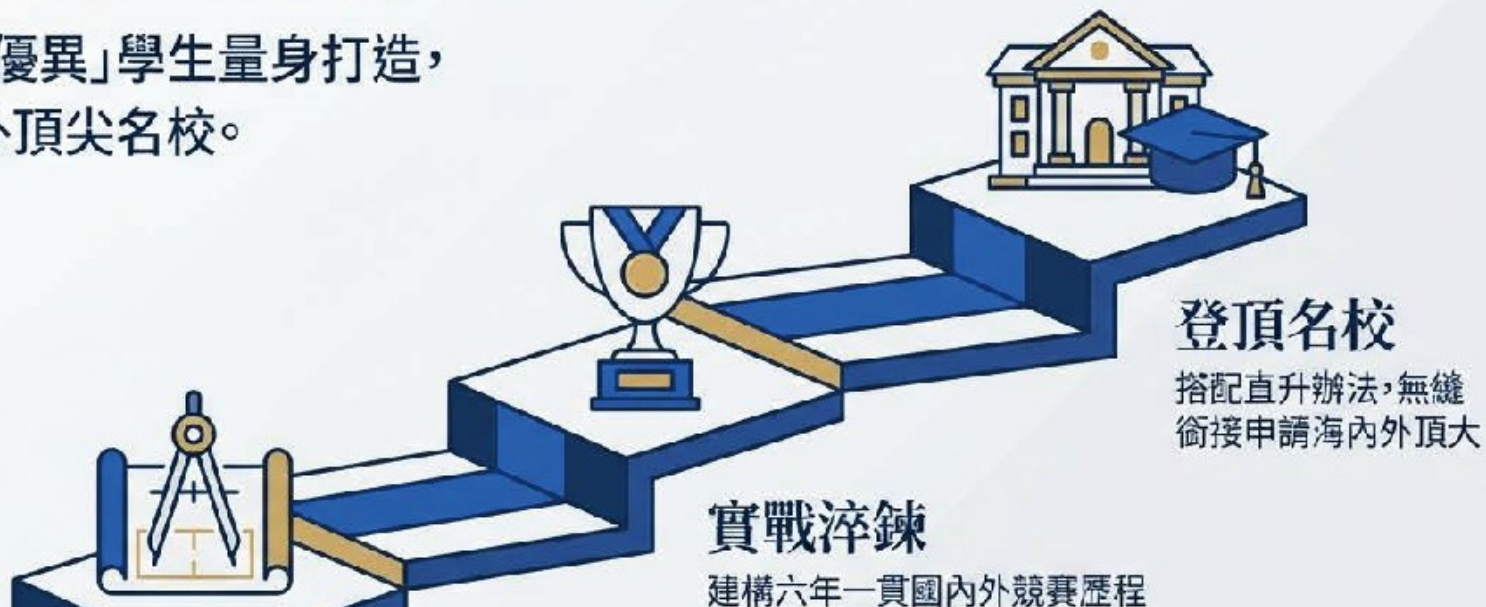 優異」學生量身打造，
外頂尖名校。
登頂名校
搭配直升辦法，無縫
銜接申請海內外頂大
實戰淬鍊
建構六年一貫國內外競賽歷程